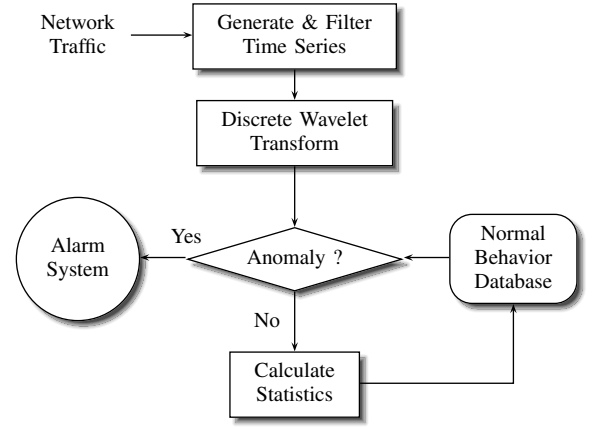 Network
Traffic
Generate & Filter
Time Series
Discrete Wavelet
Transform
Yes
Alarm
System
Anomaly ?
Normal
Behavior
Database
No
Calculate
Statistics